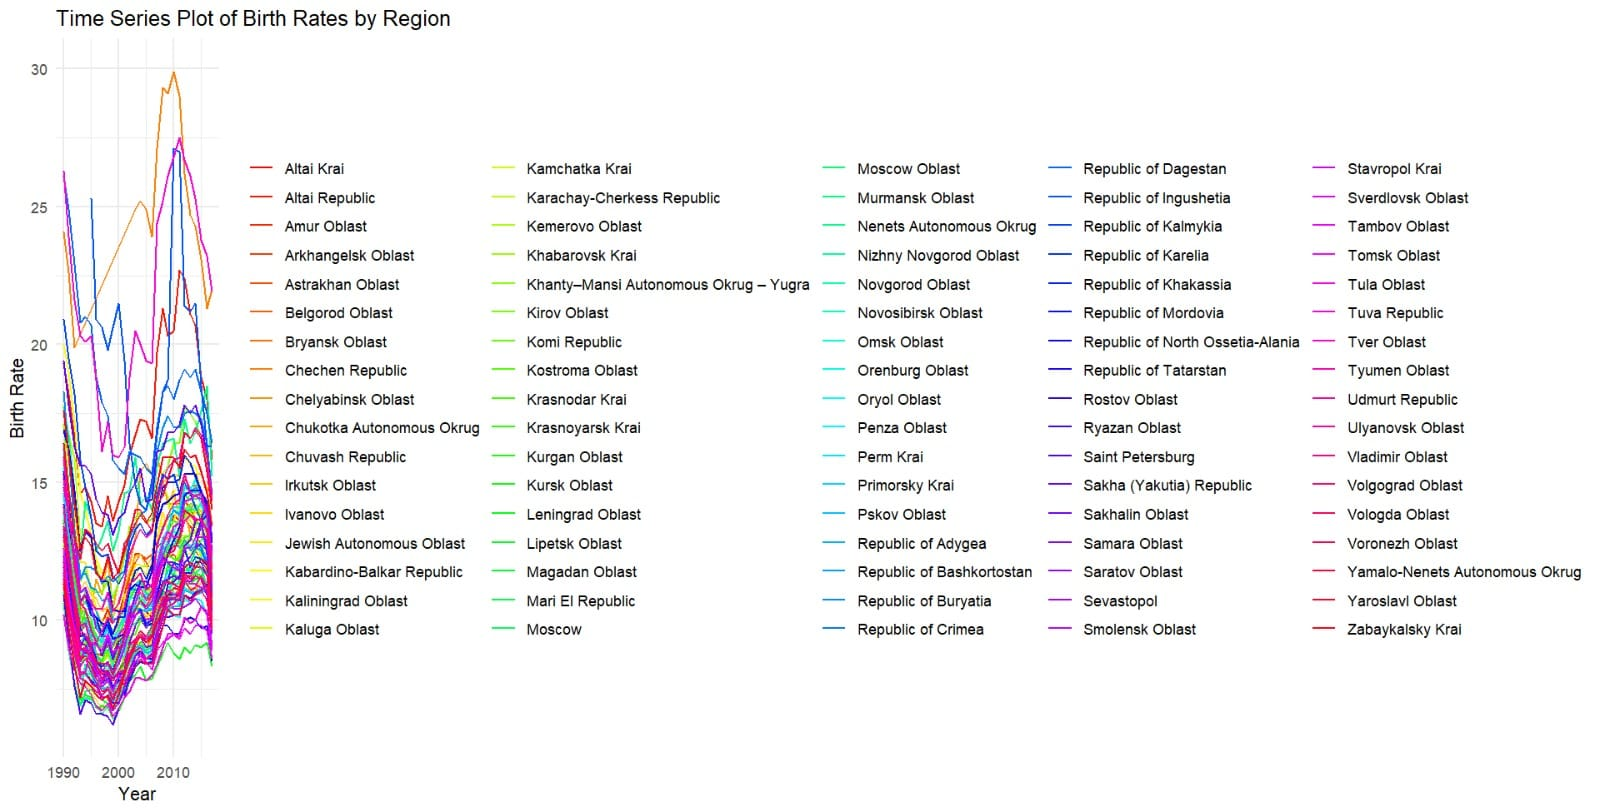 Time Series Plot of Birth Rates by Region
30
25
20
15
10
Birth Rate
1990 2000 2010
Year
Altai Krai
Altai Republic
Amur Oblast
Arkhangelsk Oblast
Astrakhan Oblast
Belgorod Oblast
Bryansk Oblast
Chechen Republic
Chelyabinsk Oblast
Chukotka Autonomous Okrug
Chuvash Republic
Irkutsk Oblast
Ivanovo Oblast
Jewish Autonomous Oblast
Kabardino-Balkar Republic
Kaliningrad Oblast
Kaluga Oblast
Kamchatka Krai
Karachay-Cherkess Republic
Kemerovo Oblast
Khabarovsk Krai
Khanty–Mansi Autonomous Okrug – Yugra
Kirov Oblast
Komi Republic
Kostroma Oblast
Krasnodar Krai
Krasnoyarsk Krai
Kurgan Oblast
Kursk Oblast
Leningrad Oblast
Lipetsk Oblast
Magadan Oblast
Mari El Republic
Moscow
Moscow Oblast
Murmansk Oblast
Nenets Autonomous Okrug
Nizhny Novgorod Oblast
Novgorod Oblast
Novosibirsk Oblast
Omsk Oblast
Orenburg Oblast
Oryol Oblast
Penza Oblast
Perm Krai
Primorsky Krai
Pskov Oblast
Republic of Adygea
Republic of Bashkortostan
Republic of Buryatia
Republic of Crimea
Republic of Dagestan
Republic of Ingushetia
Republic of Kalmykia
Republic of Karelia
Republic of Khakassia
Republic of Mordovia
Republic of North Ossetia-Alania
Republic of Tatarstan
Rostov Oblast
Ryazan Oblast
Saint Petersburg
Sakha (Yakutia) Republic
Sakhalin Oblast
Samara Oblast
Saratov Oblast
Sevastopol
Smolensk Oblast
Stavropol Krai
Sverdlovsk Oblast
Tambov Oblast
Tomsk Oblast
Tula Oblast
Tuva Republic
Tver Oblast
Tyumen Oblast
Udmurt Republic
Ulyanovsk Oblast
Vladimir Oblast
Volgograd Oblast
Vologda Oblast
Voronezh Oblast
Yamalo-Nenets Autonomous Okrug
Yaroslavl Oblast
Zabaykalsky Krai